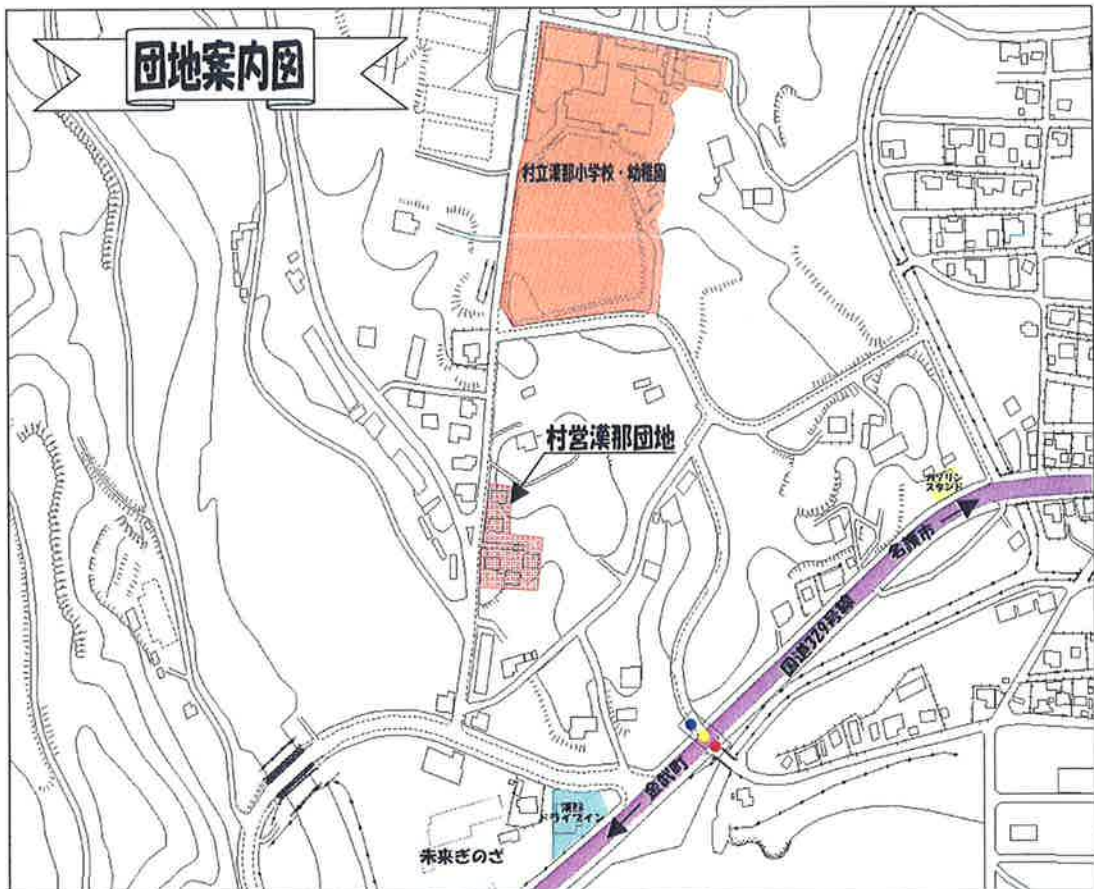 団地案内図
村立漢那小学校・幼稚園
村営漢那団地
ガソリン
スタンド
名護市
国道329号線
金武町
漢那
ドライブイン
未来ぎのざ